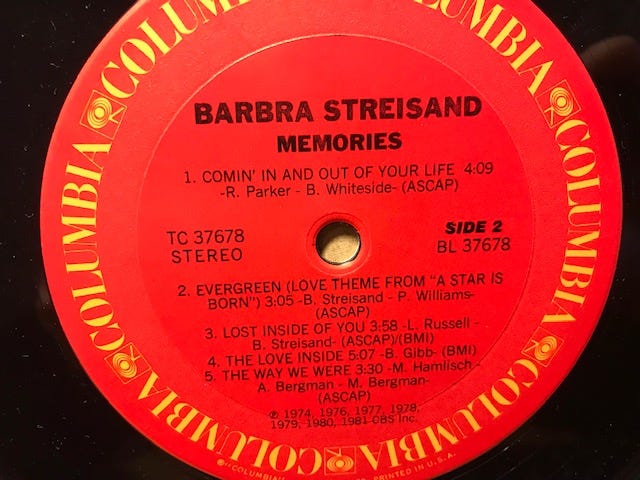 COLUMBIA
COLUMBIA
COLUMBIA
COLUMBIA
COLUMBIA
COLUMBIA
BARBRA STREISAND
MEMORIES
1. COMIN' IN AND OUT OF YOUR LIFE 4:09
-R. Parker - B. Whiteside- (ASCAP)
TC 37678
STEREO
SIDE 2
BL 37678
2. EVERGREEN (LOVE THEME FROM "A STAR IS
BORN") 3:05 -B. Streisand - P. Williams-
(ASCAP)
3. LOST INSIDE OF YOU 3:58 -L. Russell -
B. Streisand- (ASCAP)/(BMI)
4. THE LOVE INSIDE 5:07 -B. Gibb- (BMI)
5. THE WAY WE WERE 3:30 -M. Hamlisch -
A. Bergman - M. Bergman-
(ASCAP)
℗ 1974, 1976, 1977, 1978,
1979, 1980, 1981 CBS Inc.
"COLUMBIA"
PRINTED IN U.S.A.